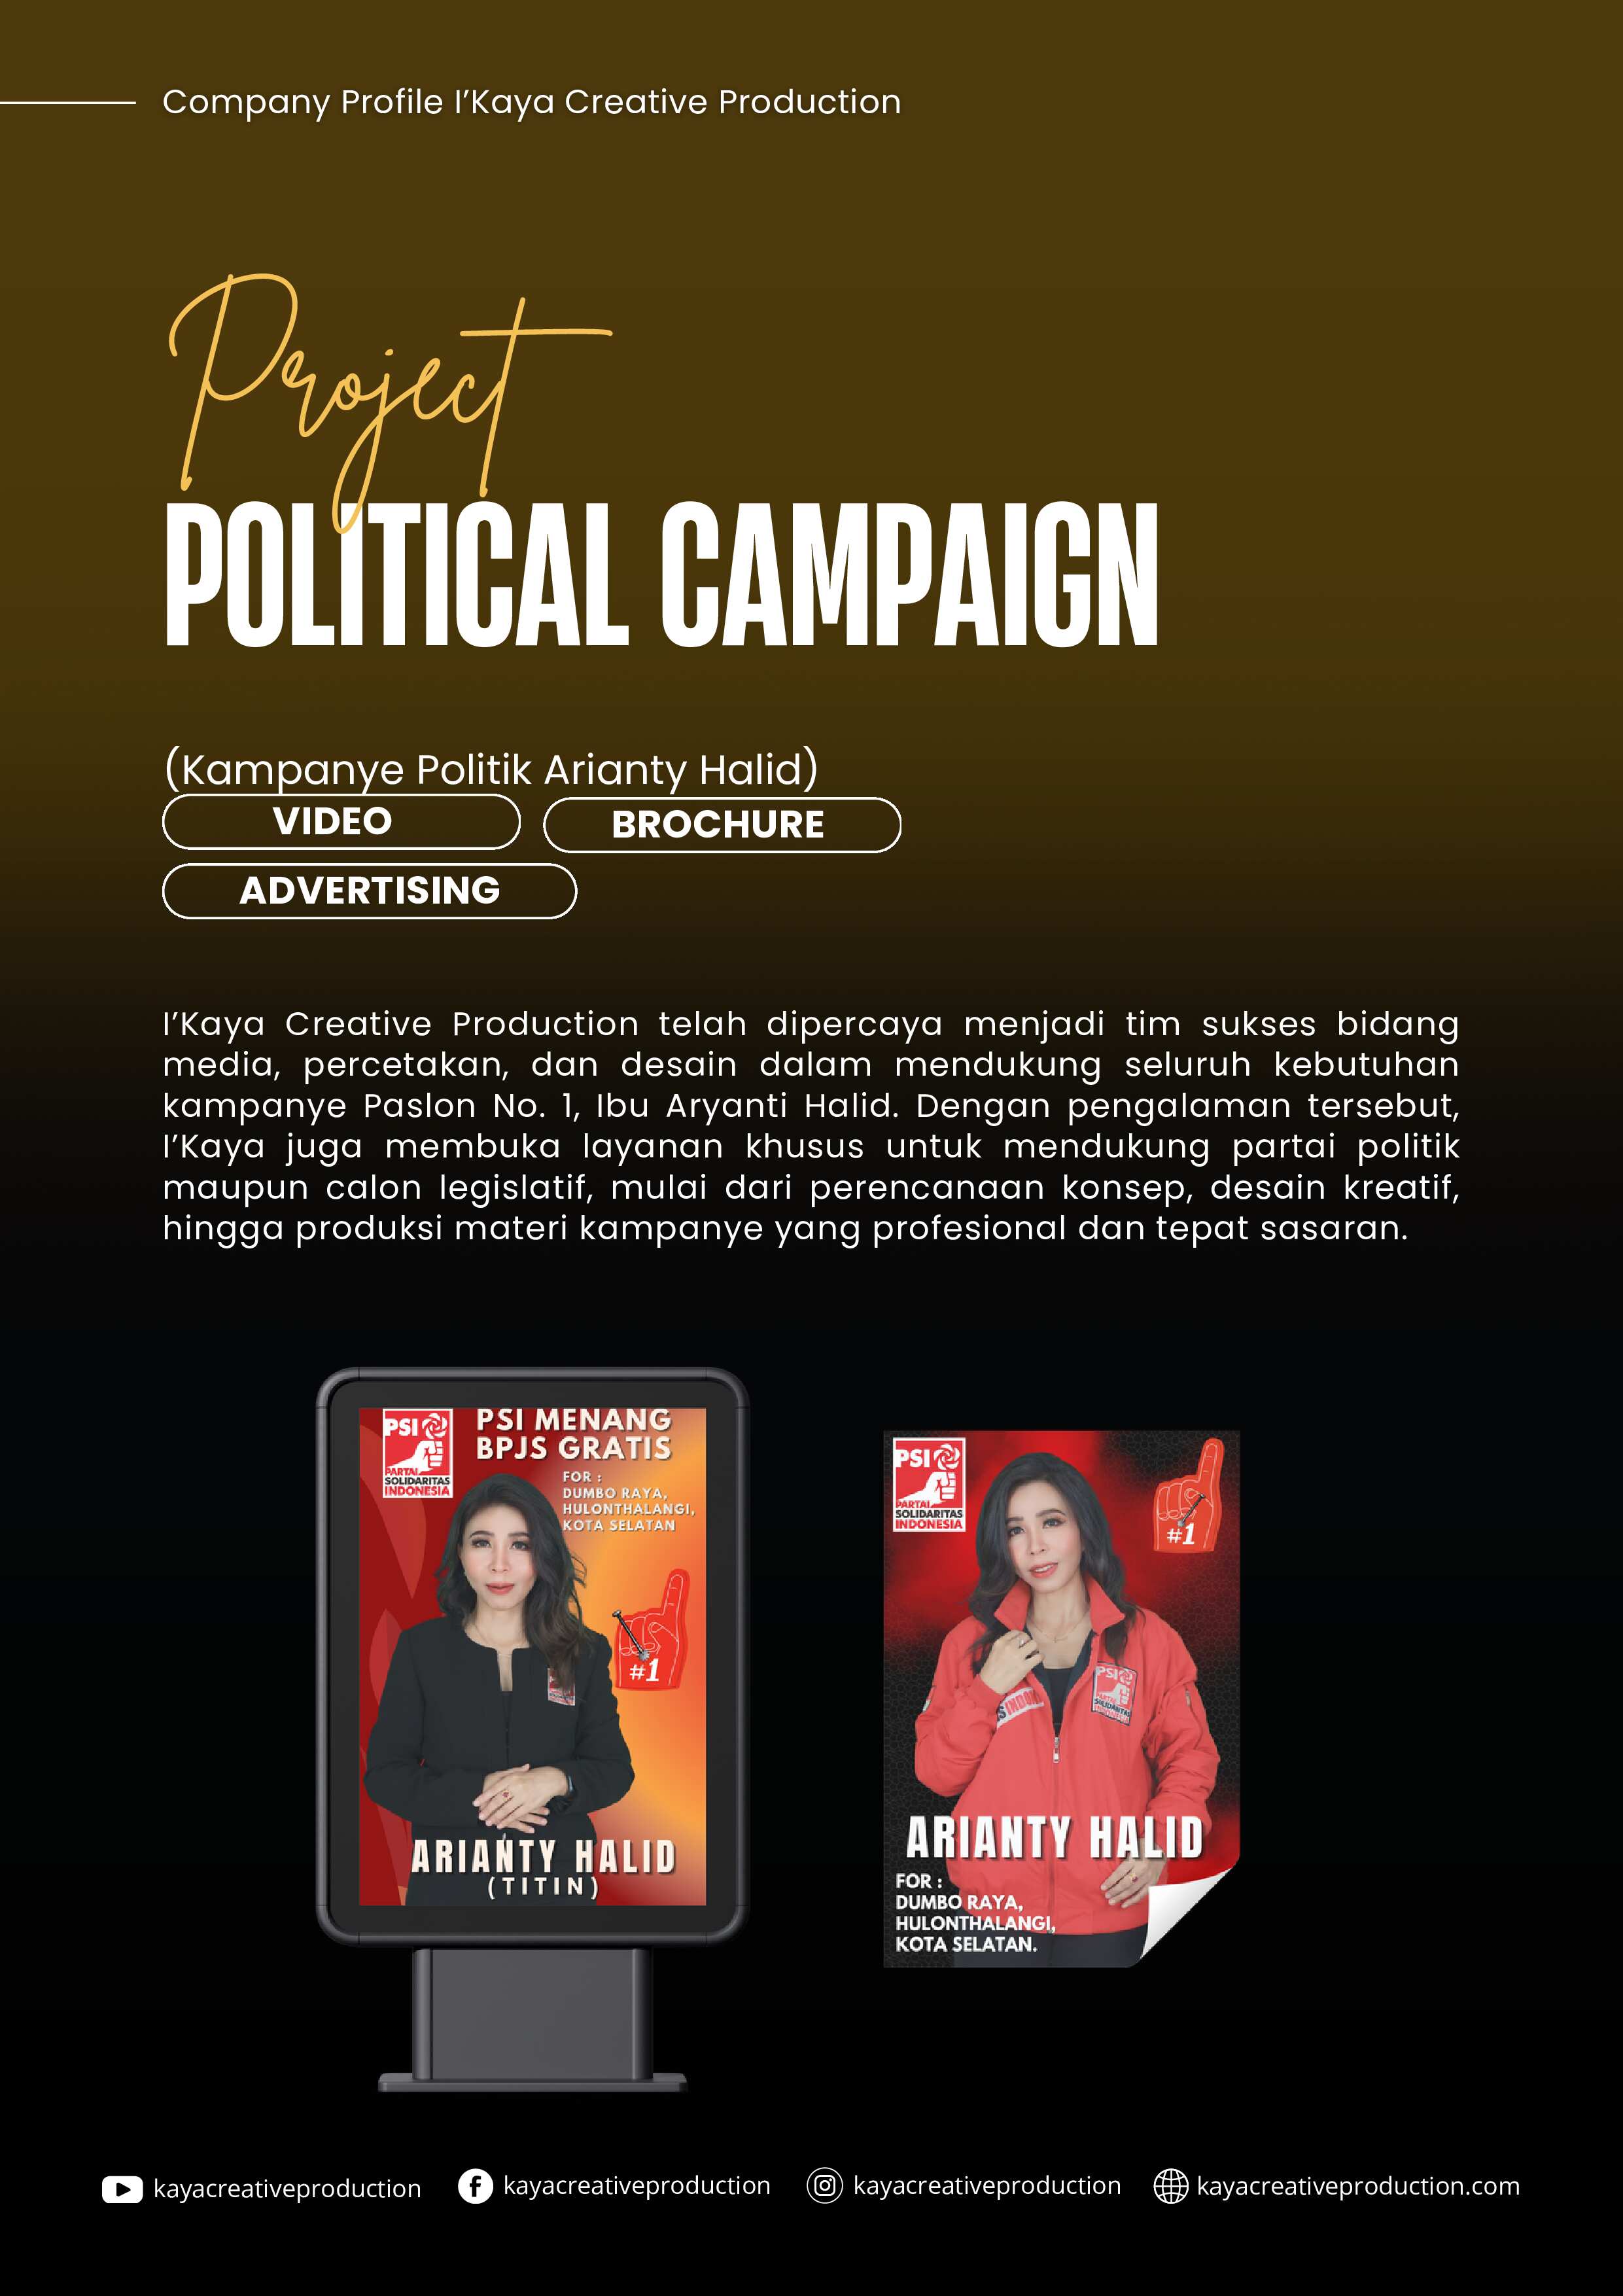 Company Profile I’Kaya Creative Production
Project
POLITICAL CAMPAIGN
(Kampanye Politik Arianty Halid)
VIDEO
BROCHURE
ADVERTISING
I’Kaya Creative Production telah dipercaya menjadi tim sukses bidang
media, percetakan, dan desain dalam mendukung seluruh kebutuhan
kampanye Paslon No. 1, Ibu Aryanti Halid. Dengan pengalaman tersebut,
I’Kaya juga membuka layanan khusus untuk mendukung partai politik
maupun calon legislatif, mulai dari perencanaan konsep, desain kreatif,
hingga produksi materi kampanye yang profesional dan tepat sasaran.
PSI
PARTAI
SOLIDARITAS
INDONESIA
PSI MENANG
BPJS GRATIS
FOR :
DUMBO RAYA,
HULONTHALANGI,
KOTA SELATAN
#1
ARIANTY HALID
(TITIN)
PSI
PARTAI
SOLIDARITAS
INDONESIA
#1
PSI
PARTAI
SOLIDARITAS
INDONESIA
ARIANTY HALID
FOR :
DUMBO RAYA,
HULONTHALANGI,
KOTA SELATAN.
kayacreativeproduction
kayacreativeproduction
kayacreativeproduction
kayacreativeproduction.com